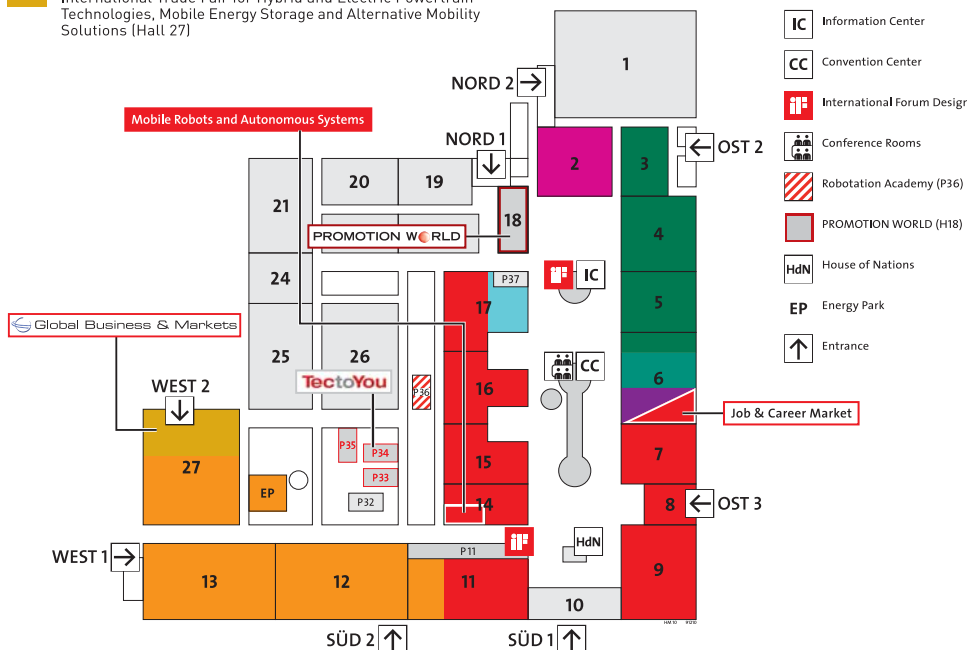 International Trade Fair for Hybrid and Electric Powertrain
Technologies, Mobile Energy Storage and Alternative Mobility
Solutions (Hall 27)
IC Information Center
CC Convention Center
iF International Forum Design
Conference Rooms
Robotation Academy (P36)
PROMOTION WORLD (H18)
HdN House of Nations
EP Energy Park
Entrance
1
NORD 2
Mobile Robots and Autonomous Systems
NORD 1
2
3
OST 2
20
19
21
18
PROMOTION WORLD
4
24
P37
iF
IC
17
5
Global Business & Markets
25
26
TectoYou
P36
16
CC
6
WEST 2
Job & Career Market
P35
P34
27
15
7
P33
EP
P32
14
8
OST 3
WEST 1
P11
iF
HdN
13
12
11
9
10
HM 10
SÜD 2
SÜD 1